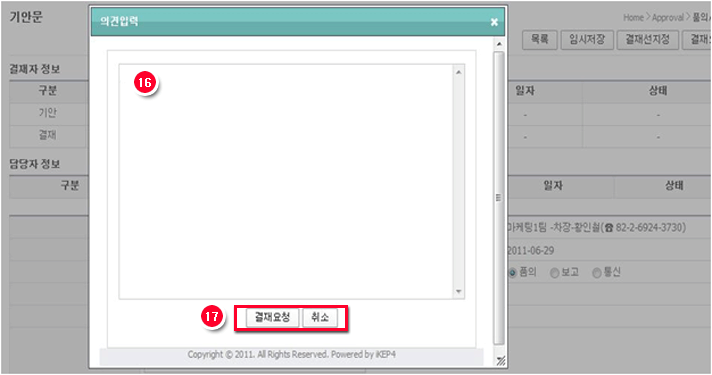 기안문
의견입력
Home > Approval > 품의
목록 임시저장 결재선지정
결재자 정보
구분 일자 상태
기안 - -
결재 - -
담당자 정보
구분 일자 상태
16
마케팅1팀 -차장-황인철(☎ 82-2-6924-3730)
2011-06-29
품의 보고 통신
17 결재요청 취소
Copyright © 2011. All Rights Reserved. Powered by iKEP4